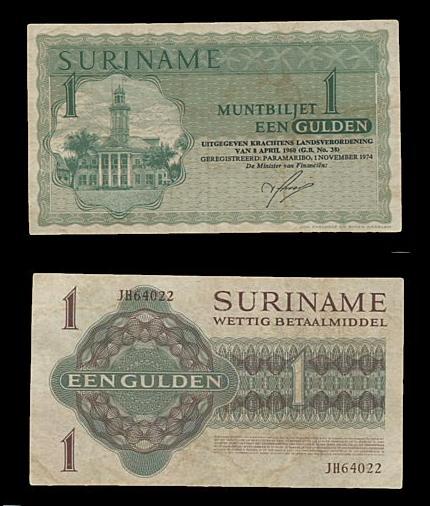 SURINAME
1
1
MUNTBILJET
EEN GULDEN
UITGEGEVEN KRACHTENS LANDSVERORDENING
VAN 8 APRIL 1960 (G.B. No. 38)
GEREGISTREERD: PARAMARIBO, 1 NOVEMBER 1974
De Minister van Financiën:
1
JH64022
SURINAME
WETTIG BETAALMIDDEL
EEN GULDEN
1
1
JH64022